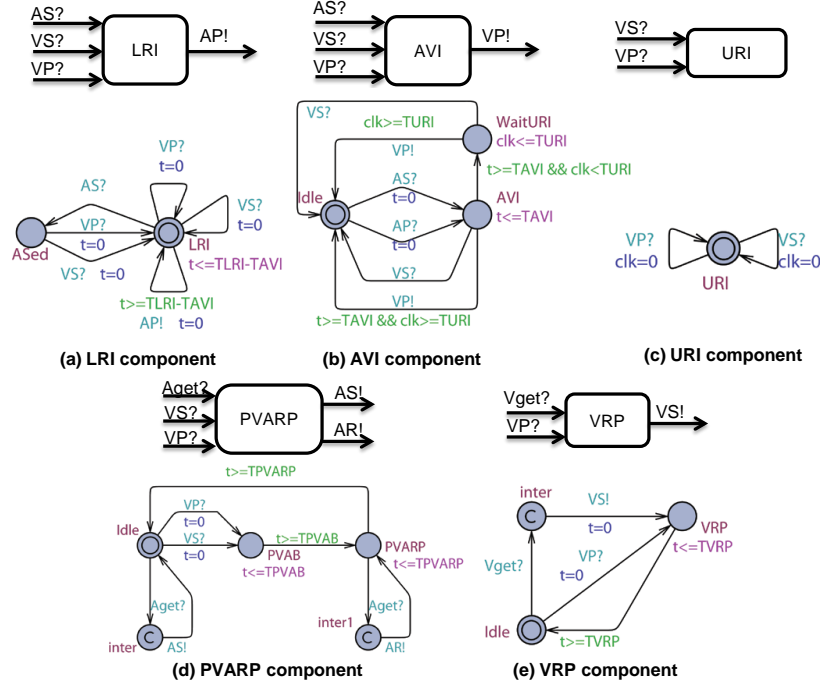 AS?
VS?
VP?
LRI
AP!
AS?
VS?
VP?
AVI
VP!
VS?
VP?
URI
VP?
t=0
AS?
VP?
t=0
VS?
t=0
ASed
VS?
t=0
LRI
t<=TLRI-TAVI
t>=TLRI-TAVI
AP!
t=0
VS?
clk>=TURI
WaitURI
clk<=TURI
VP!
t>=TAVI && clk<TURI
AS?
t=0
Idle
AVI
t<=TAVI
AP?
t=0
VS?
VP!
t>=TAVI && clk>=TURI
VP?
clk=0
VS?
clk=0
URI
(a) LRI component
(b) AVI component
(c) URI component
Aget?
VS?
VP?
PVARP
AS!
AR!
Vget?
VP?
VRP
VS!
t>=TPVARP
Idle
VP?
t=0
VS?
t=0
t>=TPVAB
PVAB
t<=TPVAB
PVARP
t<=TPVARP
Aget?
inter
C
AS!
Aget?
inter1
C
AR!
inter
C
VS!
t=0
VRP
t<=TVRP
VP?
t=0
Vget?
Idle
t>=TVRP
(d) PVARP component
(e) VRP component